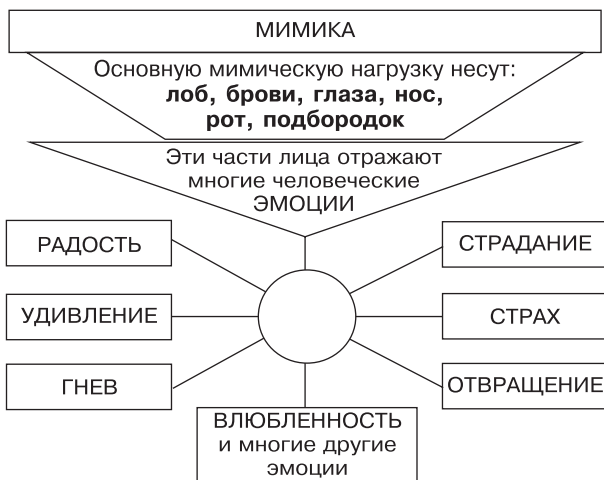 МИМИКА
Основную мимическую нагрузку несут:
лоб, брови, глаза, нос,
рот, подбородок
Эти части лица отражают
многие человеческие
ЭМОЦИИ
РАДОСТЬ
СТРАДАНИЕ
УДИВЛЕНИЕ
СТРАХ
ГНЕВ
ОТВРАЩЕНИЕ
ВЛЮБЛЕННОСТЬ
и многие другие
эмоции